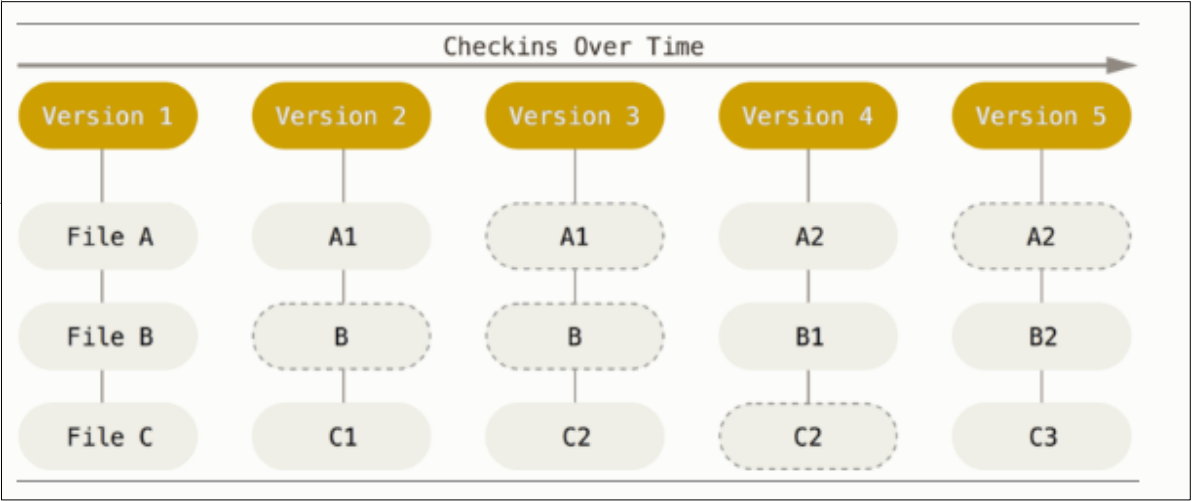 Checkins Over Time
Version 1 Version 2 Version 3 Version 4 Version 5
File A A1 A1 A2 A2
File B B B B1 B2
File C C1 C2 C2 C3